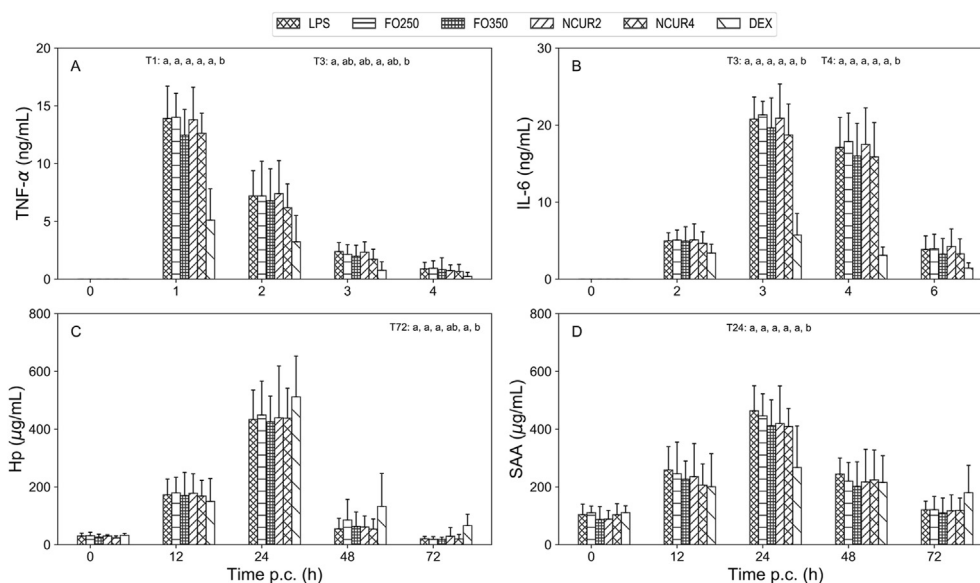 LPS FO250 FO350 NCUR2 NCUR4 DEX
A
T1: a, a, a, a, a, b
T3: a, ab, ab, a, ab, b
TNF-α (ng/mL)
20
15
10
5
0
0 1 2 3 4
B
T3: a, a, a, a, a, b
T4: a, a, a, a, a, b
IL-6 (ng/mL)
30
20
10
0
0 2 3 4 6
C
T72: a, a, a, ab, a, b
Hp (µg/mL)
800
600
400
200
0
0 12 24 48 72
Time p.c. (h)
D
T24: a, a, a, a, a, b
SAA (µg/mL)
800
600
400
200
0
0 12 24 48 72
Time p.c. (h)